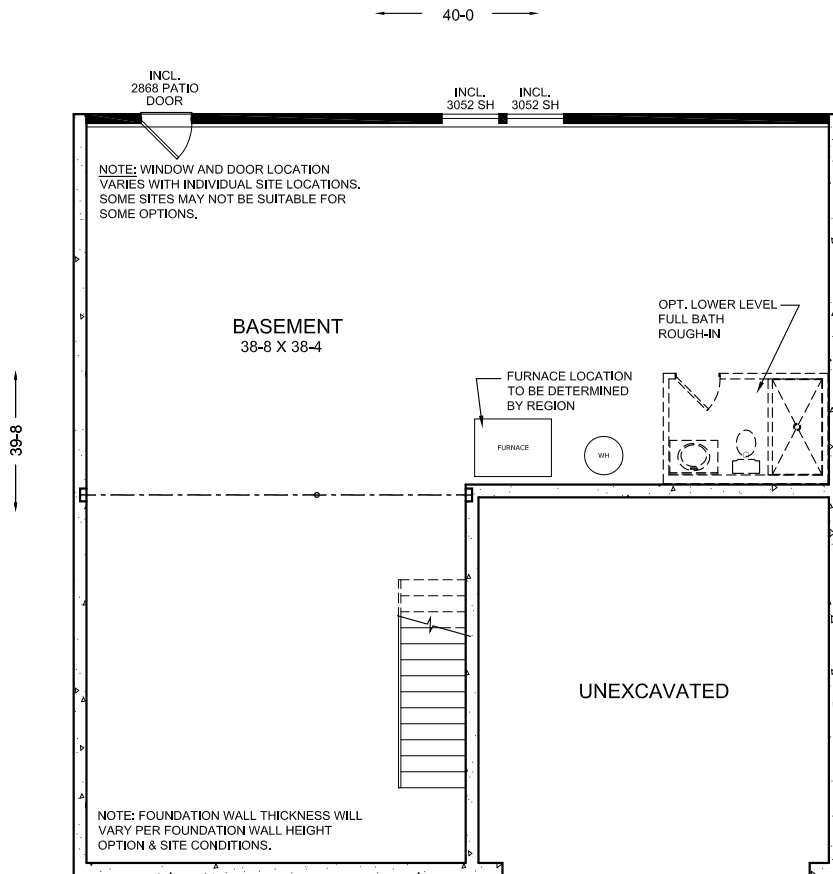 40-0
INCL.
2868 PATIO
DOOR
INCL.
3052 SH
INCL.
3052 SH
NOTE: WINDOW AND DOOR LOCATION
VARIES WITH INDIVIDUAL SITE LOCATIONS.
SOME SITES MAY NOT BE SUITABLE FOR
SOME OPTIONS.
OPT. LOWER LEVEL
FULL BATH
ROUGH-IN
BASEMENT
38-8 X 38-4
FURNACE LOCATION
TO BE DETERMINED
BY REGION
39-8
FURNACE
WH
UNEXCAVATED
NOTE: FOUNDATION WALL THICKNESS WILL
VARY PER FOUNDATION WALL HEIGHT
OPTION & SITE CONDITIONS.